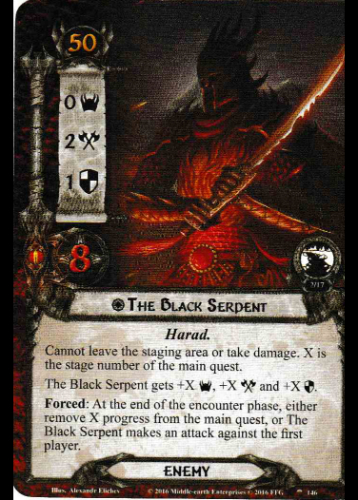 50
0
2
1
8
2/17
The Black Serpent
Harad.
Cannot leave the staging area or take damage. X is
the stage number of the main quest.
The Black Serpent gets +X , +X and +X .
Forced: At the end of the encounter phase, either
remove X progress from the main quest, or The
Black Serpent makes an attack against the first
player.
ENEMY
Illus. Alexandr Elichev © 2016 Middle-earth Enterprises © 2016 FFG 146